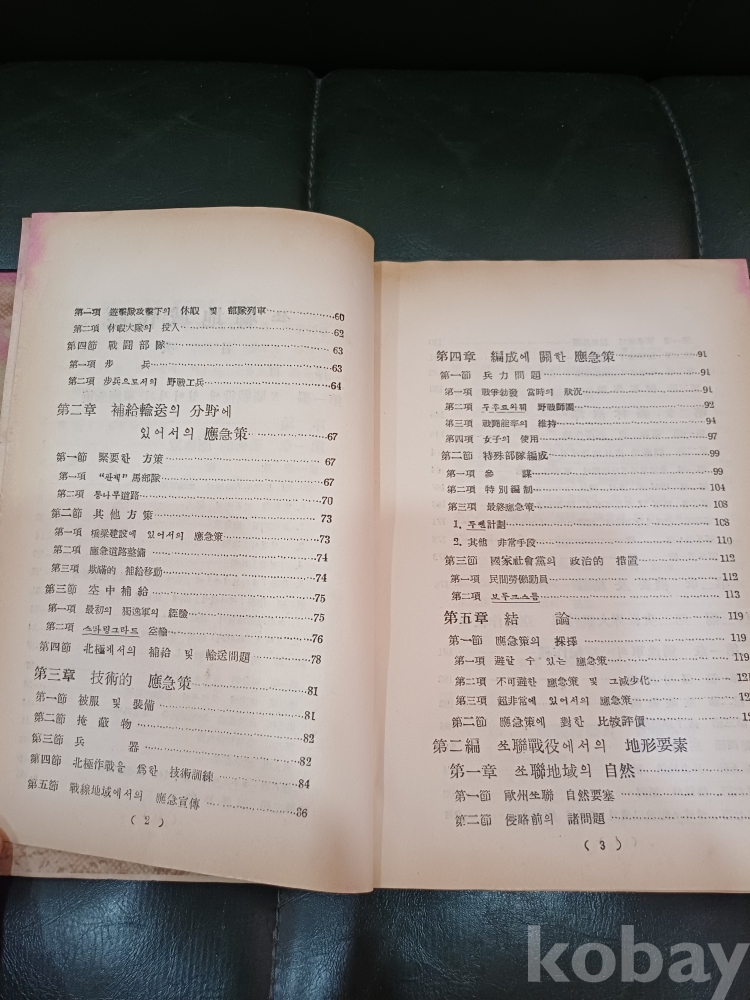 第一項 遊擊隊攻擊下의 休暇 및 部隊列車 60
第二項 休暇大隊의 投入 62
第四節 戰鬪部隊 63
第一項 步 兵 63
第二項 步兵으로서의 野戰工兵 64
第二章 補給輸送의 分野에
있어서의 應急策 67
第一節 緊要한 方策 67
第一項 馬部隊 67
第二項 통나무道路 70
第二節 其他 方策 73
第一項 橋梁建設에 있어서의 應急策 73
第二項 應急道路整備 74
第三項 欺瞞的 補給移動 74
第三節 空中補給 75
第一項 最初의 獨逸軍의 經驗 75
第二項 스타링그라드 空輸 76
第四節 北極에서의 補給 및 輸送問題 78
第三章 技術的 應急策 81
第一節 被服 및 裝備 81
第二節 掩蔽物 82
第三節 兵 器 82
第四節 北極作戰을 爲한 技術訓練 84
第五節 戰線地域에서의 應急宣傳 86
( 2 )
第四章 編成에 關한 應急策 91
第一節 兵力問題 91
第一項 戰爭勃發 當時의 狀況 91
第二項 野戰師團 92
第三項 戰鬪能率의 維持 94
第四項 女子의 使用 97
第二節 特殊部隊編成 99
第一項 參 謀 99
第二項 特別編制 104
第三項 最終應急策 108
1. 計劃 108
2. 其他 非常手段 110
第三節 國家社會黨의 政治的 措置 112
第一項 民間勞働動員 112
第二項 113
第五章 結 論 119
第一節 應急策의 採擇 119
第一項 避할 수 있는 應急策 119
第二項 不可避한 應急策 및 그減少化
第三項 超非常에 있어서의 應急策
第二節 應急策에 對한 比較評價
第二編 쏘聯戰役에서의 地形要素
第一章 쏘聯地域의 自然
第一節 歐州쏘聯 自然要塞
第二節 侵略前의 諸問題
( 3 )
kobay